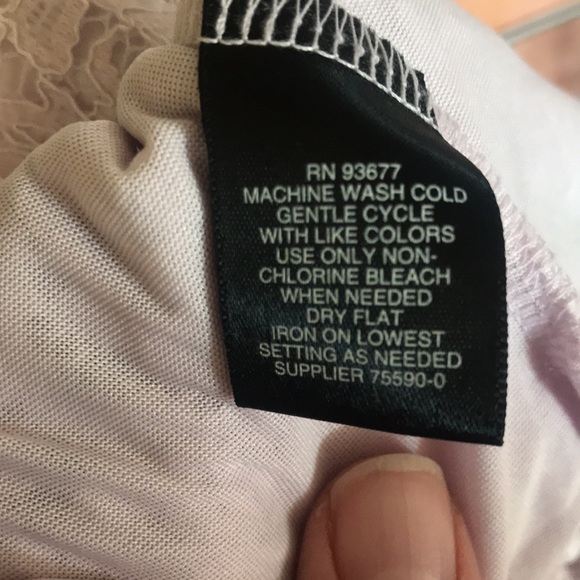 RN 93677
MACHINE WASH COLD
GENTLE CYCLE
WITH LIKE COLORS
USE ONLY NON-
CHLORINE BLEACH
WHEN NEEDED
DRY FLAT
IRON ON LOWEST
SETTING AS NEEDED
SUPPLIER 75590-0